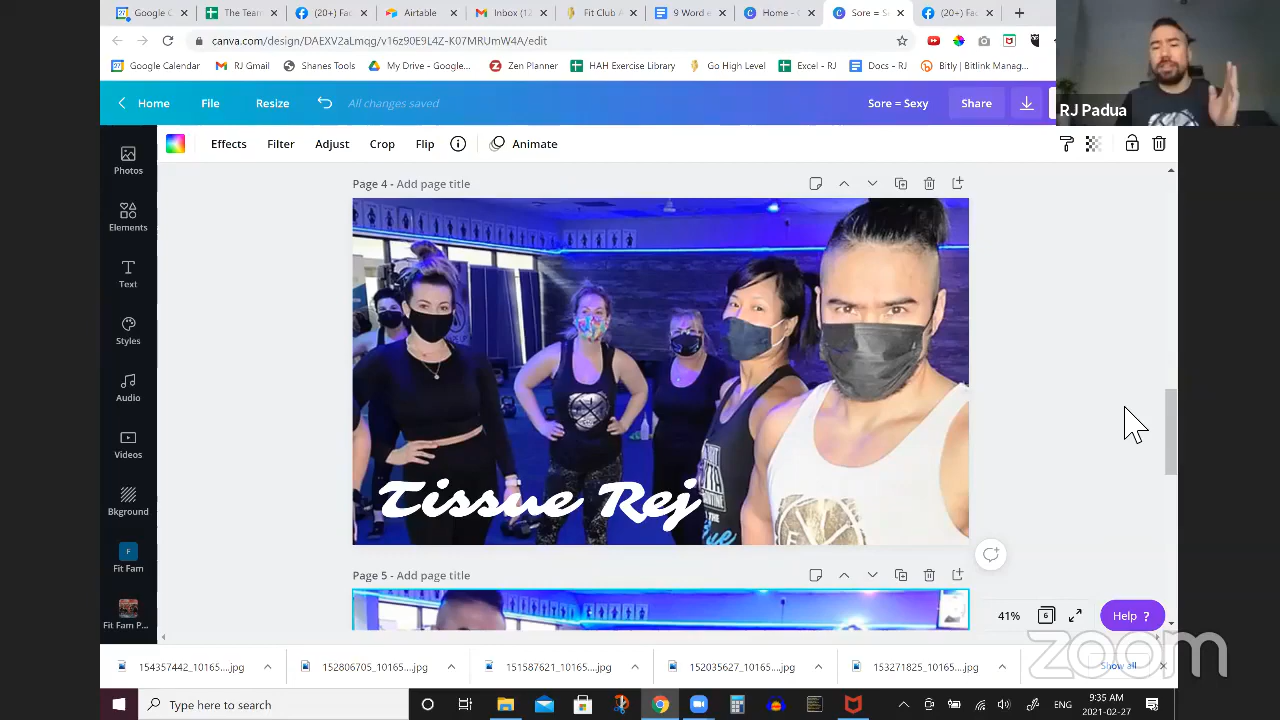 Google C
The Team
(20+) Fac
Airtable
Inbox (12
Fit Club A
9 Word e
Home - C
Sore = S
(20+) Fac
canva.com/design/
/edit
Google Calendar
RJ Gmail
Shanes Tools
My Drive - Google
Zen Planner
HAH Exercise Library
Go High Level
Excel - RJ
Docs - RJ
Bitly | Bitlink Manag...
RJ Padua
Home
File
Resize
All changes saved
Sore = Sexy
Share
Effects
Filter
Adjust
Crop
Flip
Animate
Photos
Elements
Text
Styles
Audio
Videos
Bkground
F
Fit Fam
Fit Fam P...
Page 4 - Add page title
Tissue Rej
Page 5 - Add page title
41%
6
Help ?
zoom
154357442_10165....jpg
152806705_10165....jpg
151587621_10165....jpg
152035627_10165....jpg
153271825_10165....jpg
Show all
Type here to search
ENG
9:35 AM
2021-02-27